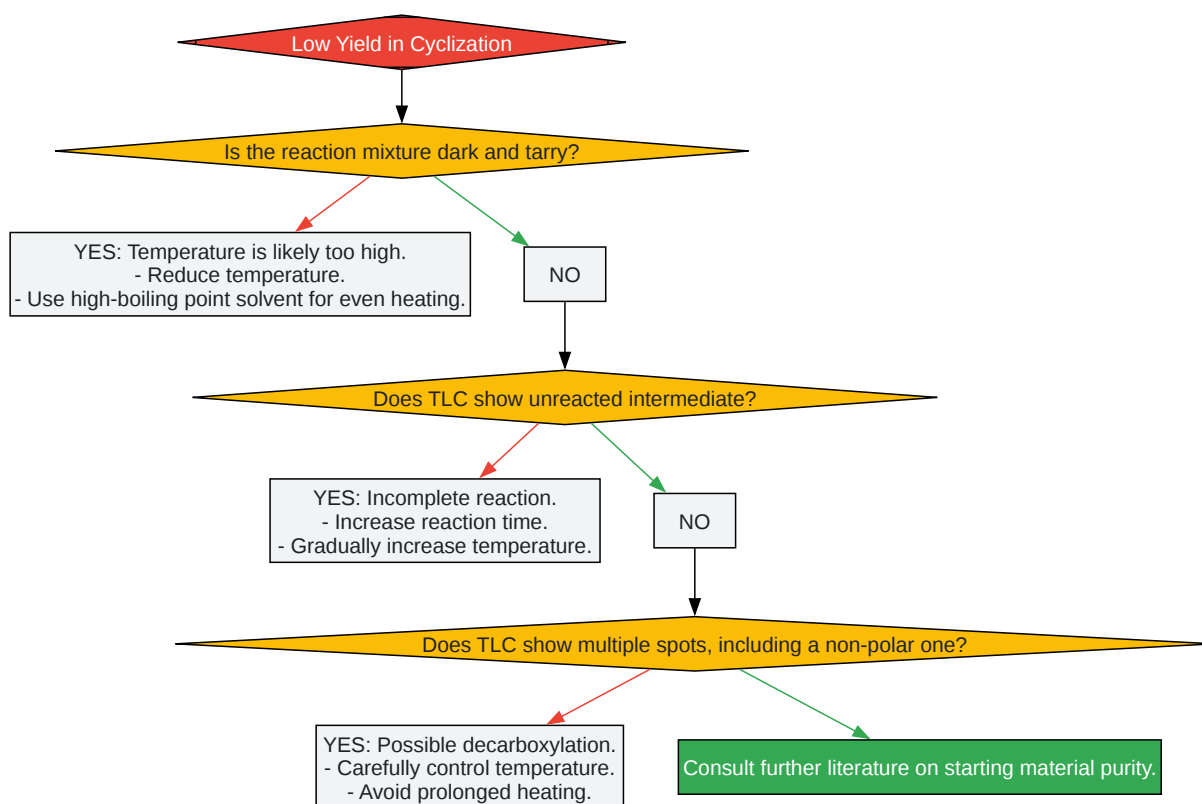 Low Yield in Cyclization
Is the reaction mixture dark and tarry?
YES: Temperature is likely too high.
- Reduce temperature.
- Use high-boiling point solvent for even heating.
NO
Does TLC show unreacted intermediate?
YES: Incomplete reaction.
- Increase reaction time.
- Gradually increase temperature.
NO
Does TLC show multiple spots, including a non-polar one?
YES: Possible decarboxylation.
- Carefully control temperature.
- Avoid prolonged heating.
Consult further literature on starting material purity.